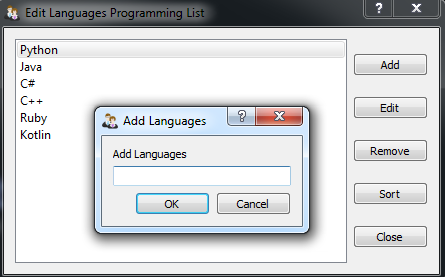 Edit Languages Programming List
Python
Java
C#
C++
Ruby
Kotlin
Add
Edit
Remove
Sort
Close
Add Languages
Add Languages
OK
Cancel